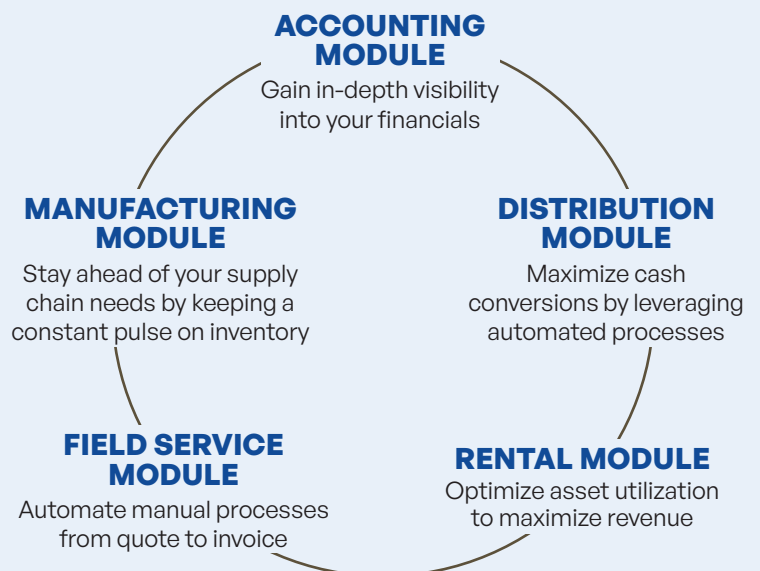 ACCOUNTING
MODULE
Gain in-depth visibility
into your financials
MANUFACTURING
MODULE
Stay ahead of your supply
chain needs by keeping a
constant pulse on inventory
DISTRIBUTION
MODULE
Maximize cash
conversions by leveraging
automated processes
FIELD SERVICE
MODULE
Automate manual processes
from quote to invoice
RENTAL MODULE
Optimize asset utilization
to maximize revenue